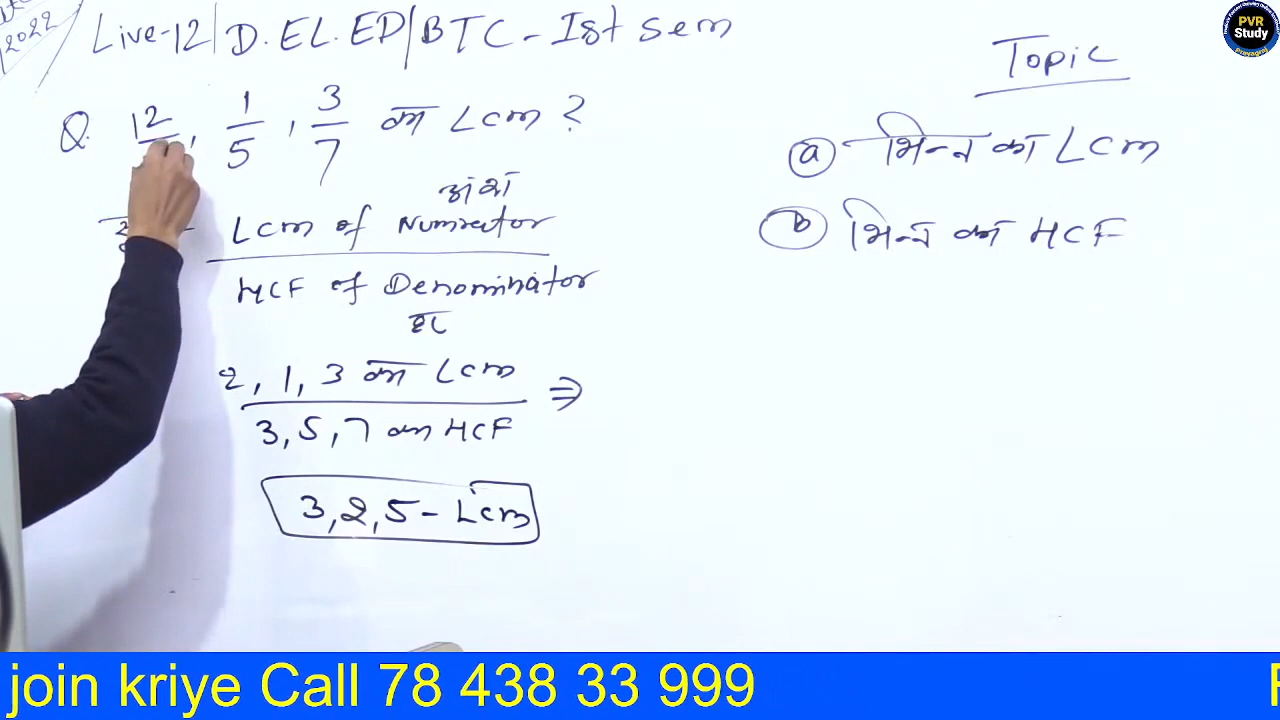 2022
Live-12 | D.EL.ED/BTC - Ist Sem
Topic
Q. 12, 1/5, 3/7 का Lcm ?
(a) भिन्न का Lcm
(b) भिन्न का HCF
अंश
Lcm of Numrector
HCF of Denominator
हर
2, 1, 3 का Lcm ⇒
3, 5, 7 का HCF
3, 2, 5 - Lcm
PVR
Study
Prayagraj
join kriye Call 78 438 33 999